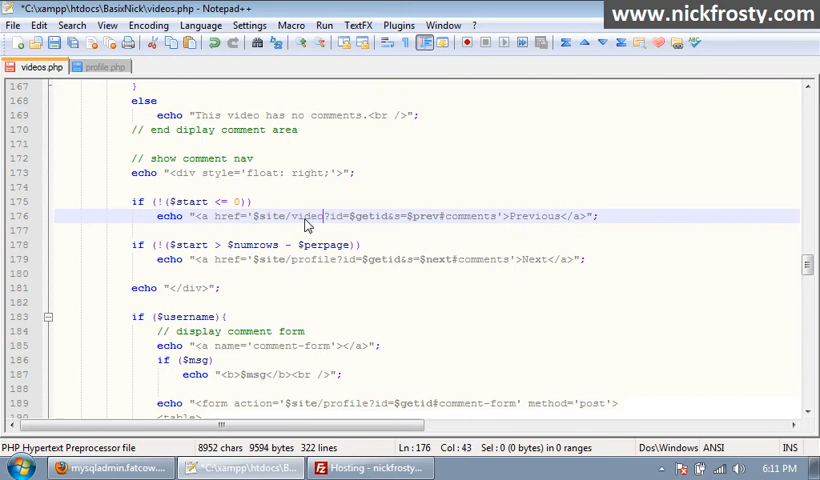 *C:\xampp\htdocs\BasixNick\videos.php - Notepad++
www.nickfrosty.com
File Edit Search View Encoding Language Settings Macro Run TextFX Plugins Window ?
videos.php profile.php
167 }
168 else
169 echo "This video has no comments.<br />";
170 // end diplay comment area
171
172 // show comment nav
173 echo "<div style='float: right;'>";
174
175 if (!($start <= 0))
176 echo "<a href='$site/video?id=$getid&s=$prev#comments'>Previous</a>";
177
178 if (!($start > $numrows - $perpage))
179 echo "<a href='$site/profile?id=$getid&s=$next#comments'>Next</a>";
180
181 echo "</div>";
182
183 if ($username){
184 // display comment form
185 echo "<a name='comment-form'></a>";
186 if ($msg)
187 echo "<b>$msg</b><br />";
188
189 echo "<form action='$site/profile?id=$getid#comment-form' method='post'>
<table>
PHP Hypertext Preprocessor file 8952 chars 9594 bytes 322 lines Ln : 176 Col : 43 Sel : 0 (0 bytes) in 0 ranges Dos\Windows ANSI INS
mysqladmin.fatcow.... *C:\xampp\htdocs\B... Hosting - nickfrosty... 6:11 PM